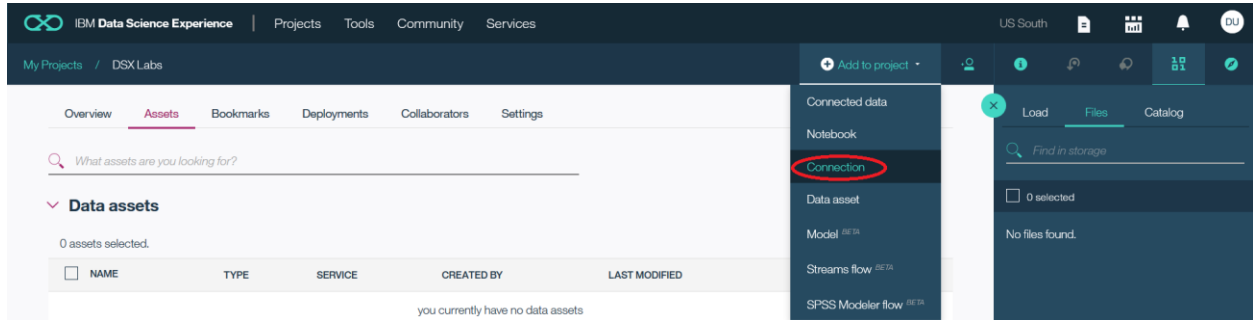 IBM Data Science Experience | Projects Tools Community Services US South DU
My Projects / DSX Labs Add to project
Overview Assets Bookmarks Deployments Collaborators Settings
What assets are you looking for?
Data assets
0 assets selected.
NAME TYPE SERVICE CREATED BY LAST MODIFIED
you currently have no data assets
Connected data
Notebook
Connection
Data asset
Model BETA
Streams flow BETA
SPSS Modeler flow BETA
Load Files Catalog
Find in storage
0 selected
No files found.